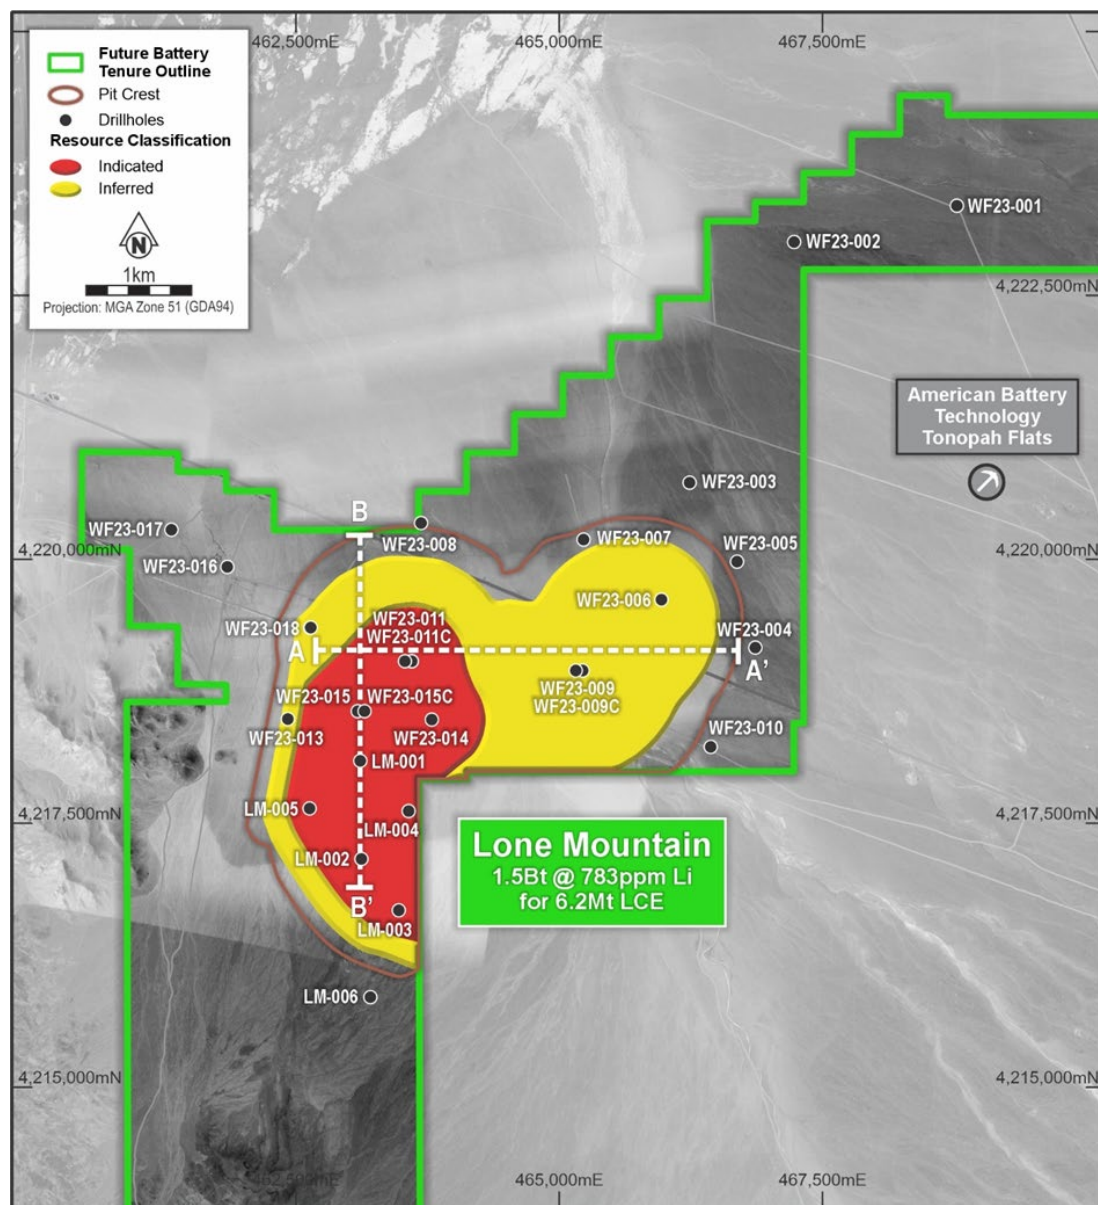 462,500mE
465,000mE
467,500mE
Future Battery
Tenure Outline
Pit Crest
Drillholes
Resource Classification
Indicated
Inferred
N
1km
Projection: MGA Zone 51 (GDA94)
WF23-001
WF23-002
4,222,500mN
American Battery
Technology
Tonopah Flats
WF23-003
B
WF23-017
WF23-008
WF23-007
WF23-005
4,220,000mN
4,220,000mN
WF23-016
WF23-006
WF23-018
WF23-011
WF23-011C
WF23-004
A
A'
WF23-009
WF23-009C
WF23-015
WF23-015C
WF23-013
WF23-014
WF23-010
LM-001
LM-005
LM-004
4,217,500mN
4,217,500mN
Lone Mountain
1.5Bt @ 783ppm Li
for 6.2Mt LCE
LM-002
B'
LM-003
LM-006
4,215,000mN
4,215,000mN
462,500mE
465,000mE
467,500mE